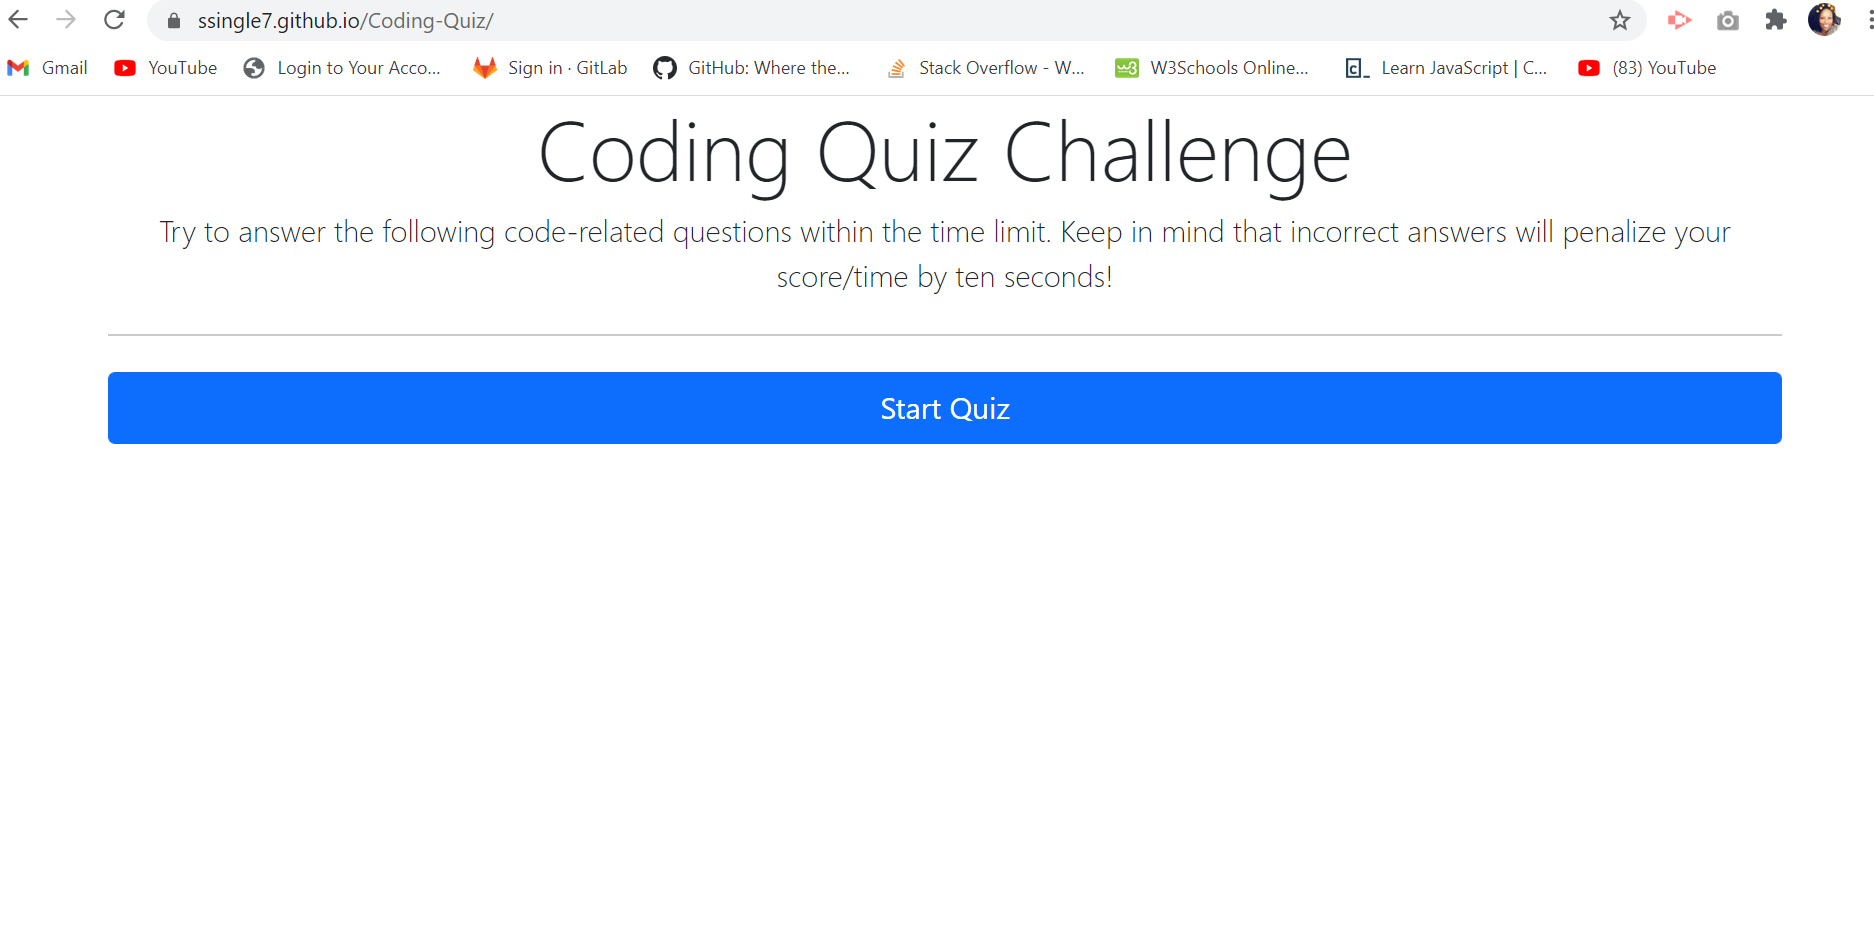 ssingle7.github.io/Coding-Quiz/
Gmail YouTube Login to Your Acco... Sign in · GitLab GitHub: Where the... Stack Overflow - W... W3Schools Online... Learn JavaScript | C... (83) YouTube
Coding Quiz Challenge
Try to answer the following code-related questions within the time limit. Keep in mind that incorrect answers will penalize your
score/time by ten seconds!
Start Quiz